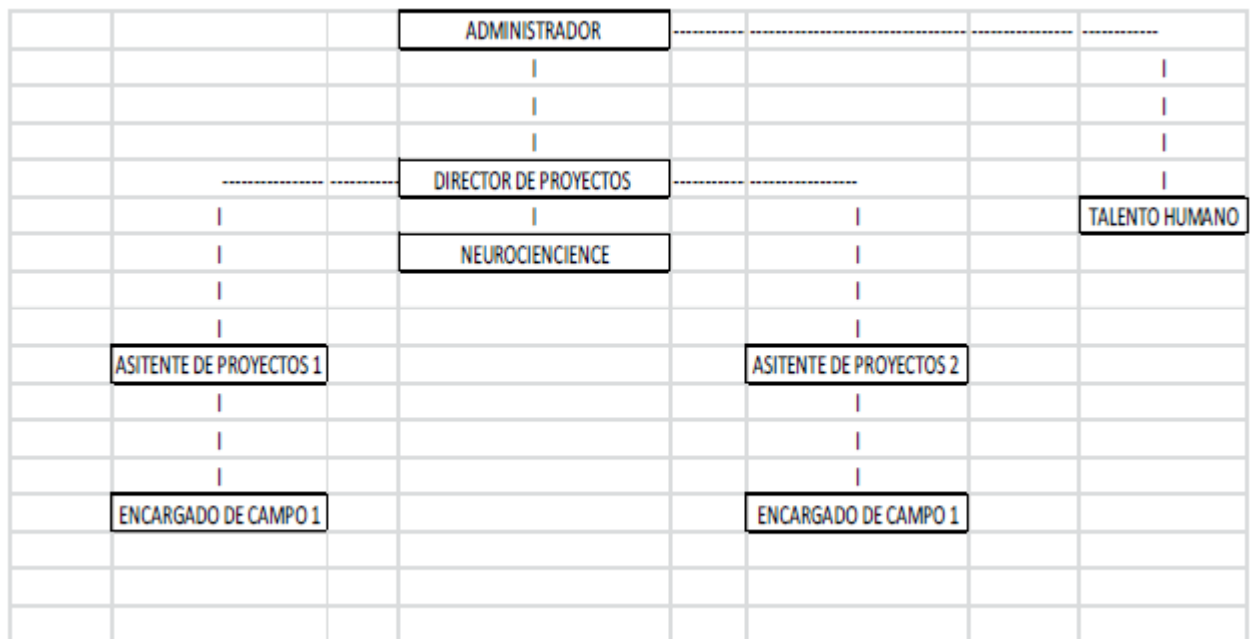 ADMINISTRADOR
DIRECTOR DE PROYECTOS
TALENTO HUMANO
NEUROCIENCIENCE
ASITENTE DE PROYECTOS 1
ASITENTE DE PROYECTOS 2
ENCARGADO DE CAMPO 1
ENCARGADO DE CAMPO 1